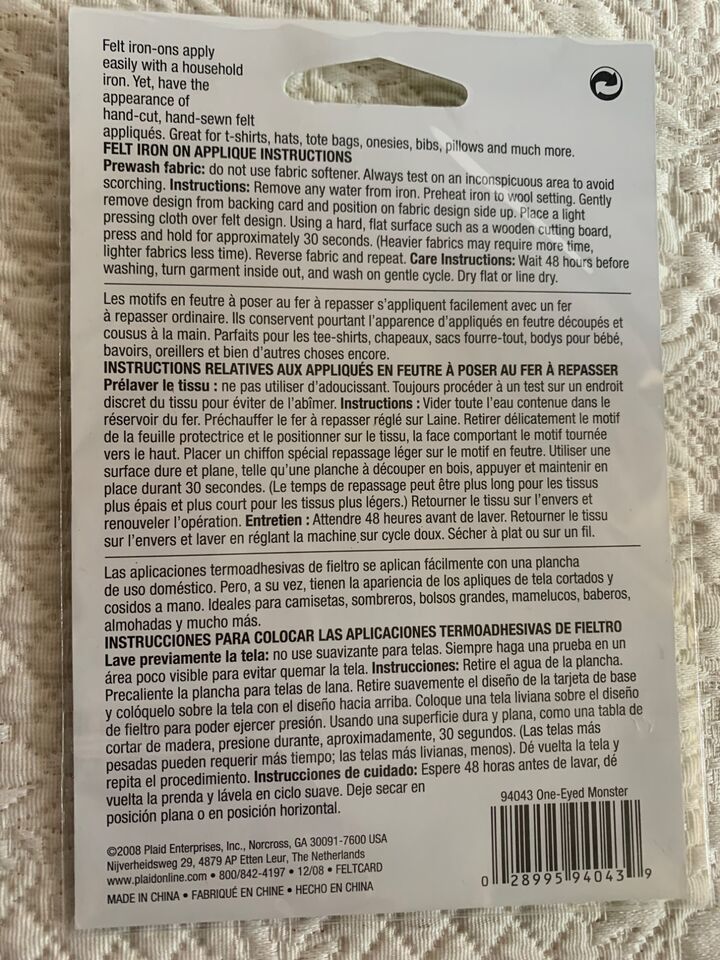 Felt iron-ons apply
easily with a household
iron. Yet, have the
appearance of
hand-cut, hand-sewn felt
appliqués. Great for t-shirts, hats, tote bags, onesies, bibs, pillows and much more.
FELT IRON ON APPLIQUE INSTRUCTIONS
Prewash fabric: do not use fabric softener. Always test on an inconspicuous area to avoid
scorching. Instructions: Remove any water from iron. Preheat iron to wool setting. Gently
remove design from backing card and position on fabric design side up. Place a light
pressing cloth over felt design. Using a hard, flat surface such as a wooden cutting board,
press and hold for approximately 30 seconds. (Heavier fabrics may require more time,
lighter fabrics less time). Reverse fabric and repeat. Care Instructions: Wait 48 hours before
washing, turn garment inside out, and wash on gentle cycle. Dry flat or line dry.
Les motifs en feutre à poser au fer à repasser s'appliquent facilement avec un fer
à repasser ordinaire. Ils conservent pourtant l'apparence d'appliqués en feutre découpés et
cousus à la main. Parfaits pour les tee-shirts, chapeaux, sacs fourre-tout, bodys pour bébé,
bavoirs, oreillers et bien d'autres choses encore.
INSTRUCTIONS RELATIVES AUX APPLIQUÉS EN FEUTRE À POSER AU FER À REPASSER
Prélaver le tissu : ne pas utiliser d'adoucissant. Toujours procéder à un test sur un endroit
discret du tissu pour éviter de l'abîmer. Instructions : Vider toute l'eau contenue dans le
réservoir du fer. Préchauffer le fer à repasser réglé sur Laine. Retirer délicatement le motif
de la feuille protectrice et le positionner sur le tissu, la face comportant le motif tournée
vers le haut. Placer un chiffon spécial repassage léger sur le motif en feutre. Utiliser une
surface dure et plane, telle qu'une planche à découper en bois, appuyer et maintenir en
place durant 30 secondes. (Le temps de repassage peut être plus long pour les tissus
plus épais et plus court pour les tissus plus légers.) Retourner le tissu sur l'envers et
renouveler l'opération. Entretien : Attendre 48 heures avant de laver. Retourner le tissu
sur l'envers et laver en réglant la machine sur cycle doux. Sécher à plat ou sur un fil.
Las aplicaciones termoadhesivas de fieltro se aplican fácilmente con una plancha
de uso doméstico. Pero, a su vez, tienen la apariencia de los apliques de tela cortados y
cosidos a mano. Ideales para camisetas, sombreros, bolsos grandes, mamelucos, baberos,
almohadas y mucho más.
INSTRUCCIONES PARA COLOCAR LAS APLICACIONES TERMOADHESIVAS DE FIELTRO
Lave previamente la tela: no use suavizante para telas. Siempre haga una prueba en un
área poco visible para evitar quemar la tela. Instrucciones: Retire el agua de la plancha.
Precaliente la plancha para telas de lana. Retire suavemente el diseño de la tarjeta de base
y colóquelo sobre la tela con el diseño hacia arriba. Coloque una tela liviana sobre el diseño
de fieltro para poder ejercer presión. Usando una superficie dura y plana, como una tabla de
cortar de madera, presione durante, aproximadamente, 30 segundos. (Las telas más
pesadas pueden requerir más tiempo; las telas más livianas, menos). Dé vuelta la tela y
repita el procedimiento. Instrucciones de cuidado: Espere 48 horas antes de lavar, dé
vuelta la prenda y lávela en ciclo suave. Deje secar en
posición plana o en posición horizontal.
94043 One-Eyed Monster
©2008 Plaid Enterprises, Inc., Norcross, GA 30091-7600 USA
Nijverheidsweg 29, 4879 AP Etten Leur, The Netherlands
www.plaidonline.com • 800/842-4197 • 12/08 • FELTCARD
MADE IN CHINA • FABRIQUÉ EN CHINE • HECHO EN CHINA
0 28995 94043 9